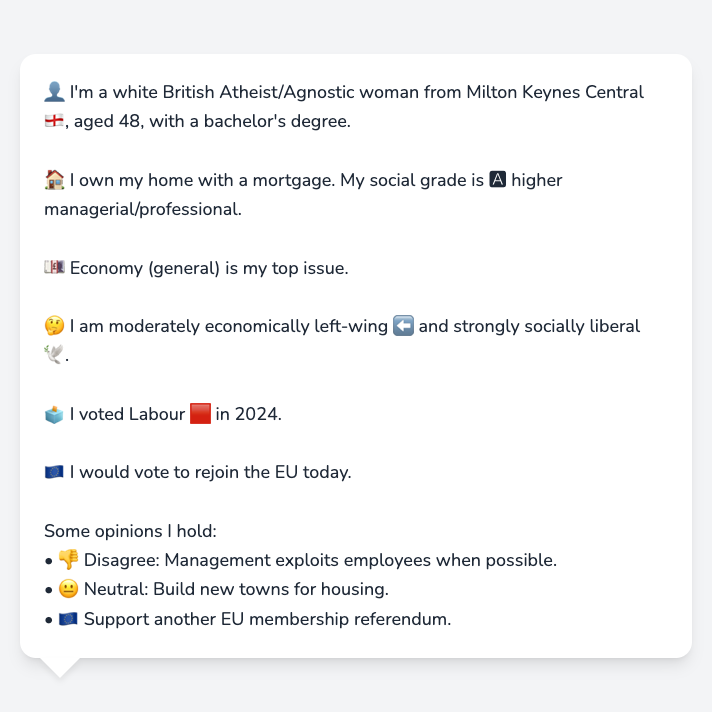 👤 I'm a white British Atheist/Agnostic woman from Milton Keynes Central
🏴󠁧󠁢󠁥󠁮󠁧󠁿, aged 48, with a bachelor's degree.
🏠 I own my home with a mortgage. My social grade is 🅰 higher
managerial/professional.
💷 Economy (general) is my top issue.
🤔 I am moderately economically left-wing ⬅️ and strongly socially liberal
🕊️.
🗳️ I voted Labour 🟥 in 2024.
🇪🇺 I would vote to rejoin the EU today.
Some opinions I hold:
• 👎 Disagree: Management exploits employees when possible.
• 😐 Neutral: Build new towns for housing.
• 🇪🇺 Support another EU membership referendum.